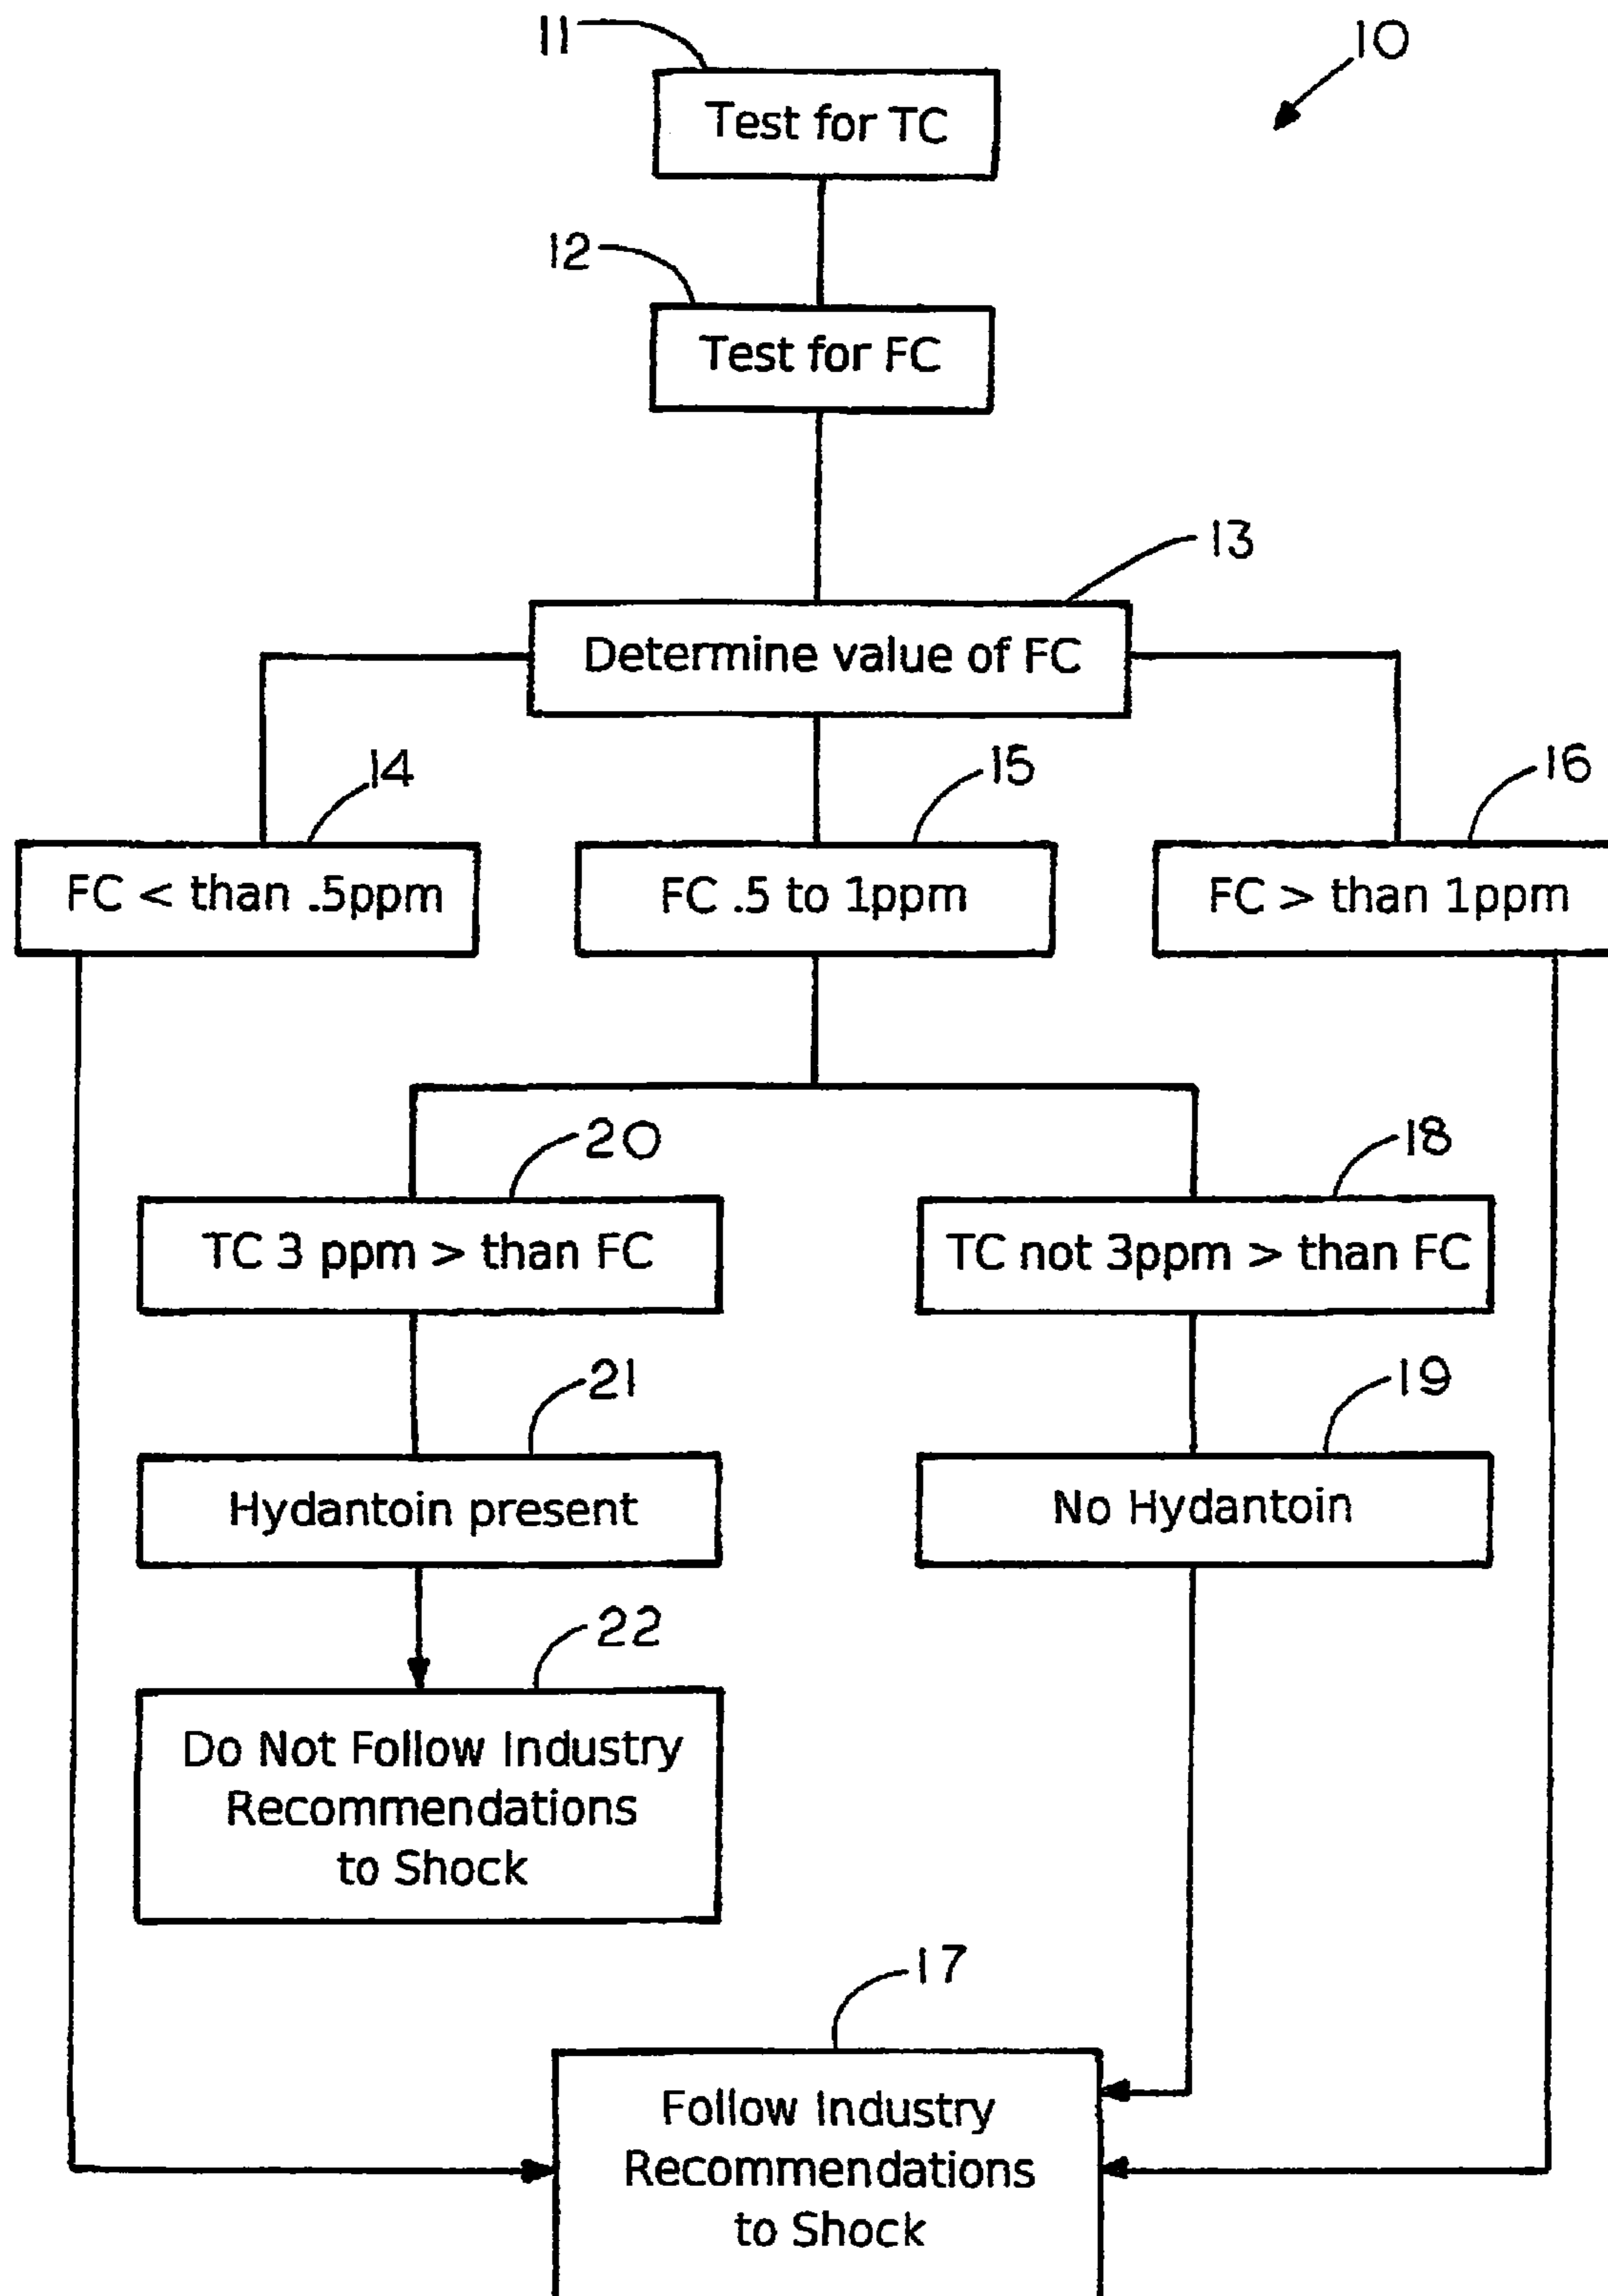 11
10
Test for TC
12
Test for FC
13
Determine value of FC
14
15
16
FC < than .5ppm
FC .5 to 1ppm
FC > than 1ppm
20
18
TC 3 ppm > than FC
TC not 3ppm > than FC
21
19
Hydantoin present
No Hydantoin
22
Do Not Follow Industry
Recommendations
to Shock
17
Follow Industry
Recommendations
to Shock